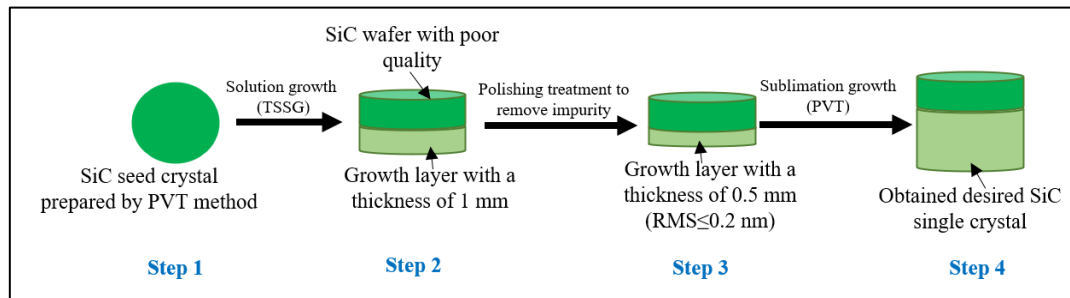 SiC wafer with poor
quality
Solution growth
(TSSG)
Polishing treatment to
remove impurity
Sublimation growth
(PVT)
SiC seed crystal
prepared by PVT method
Growth layer with a
thickness of 1 mm
Growth layer with a
thickness of 0.5 mm
(RMS≤0.2 nm)
Obtained desired SiC
single crystal
Step 1
Step 2
Step 3
Step 4